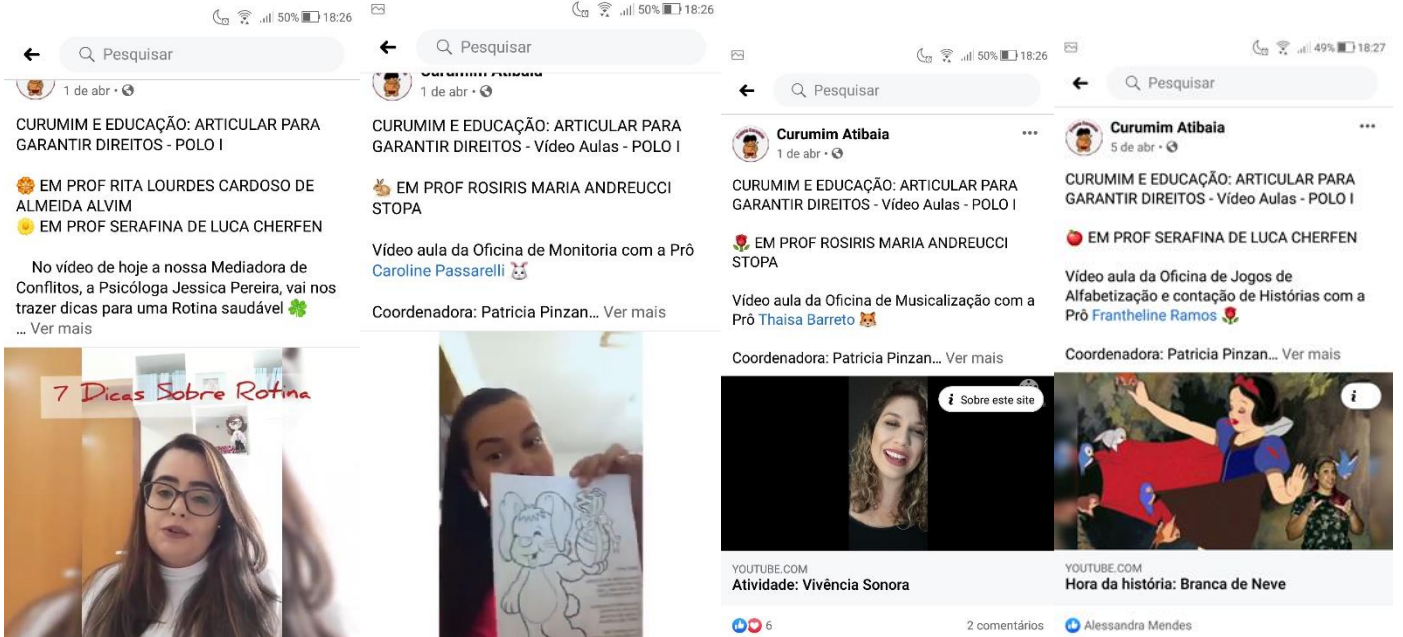 50% 18:26
Pesquisar
1 de abr •
CURUMIM E EDUCAÇÃO: ARTICULAR PARA
GARANTIR DIREITOS - POLO I
EM PROF RITA LOURDES CARDOSO DE
ALMEIDA ALVIM
EM PROF SERAFINA DE LUCA CHERFEN
No vídeo de hoje a nossa Mediadora de
Conflitos, a Psicóloga Jessica Pereira, vai nos
trazer dicas para uma Rotina saudável
... Ver mais
7 Dicas Sobre Rotina
50% 18:26
Pesquisar
Curumim Atibaia
1 de abr •
CURUMIM E EDUCAÇÃO: ARTICULAR PARA
GARANTIR DIREITOS - Vídeo Aulas - POLO I
EM PROF ROSIRIS MARIA ANDREUCCI
STOPA
Vídeo aula da Oficina de Monitoria com a Prô
Caroline Passarelli
Coordenadora: Patricia Pinzan... Ver mais
50% 18:26
Pesquisar
Curumim Atibaia
1 de abr •
CURUMIM E EDUCAÇÃO: ARTICULAR PARA
GARANTIR DIREITOS - Vídeo Aulas - POLO I
EM PROF ROSIRIS MARIA ANDREUCCI
STOPA
Vídeo aula da Oficina de Musicalização com a
Prô Thaisa Barreto
Coordenadora: Patricia Pinzan... Ver mais
i Sobre este site
YOUTUBE.COM
Atividade: Vivência Sonora
6 2 comentários
49% 18:27
Pesquisar
Curumim Atibaia
5 de abr •
CURUMIM E EDUCAÇÃO: ARTICULAR PARA
GARANTIR DIREITOS - Vídeo Aulas - POLO I
EM PROF SERAFINA DE LUCA CHERFEN
Vídeo aula da Oficina de Jogos de
Alfabetização e contação de Histórias com a
Prô Frantheline Ramos
Coordenadora: Patricia Pinzan... Ver mais
i
YOUTUBE.COM
Hora da história: Branca de Neve
Alessandra Mendes